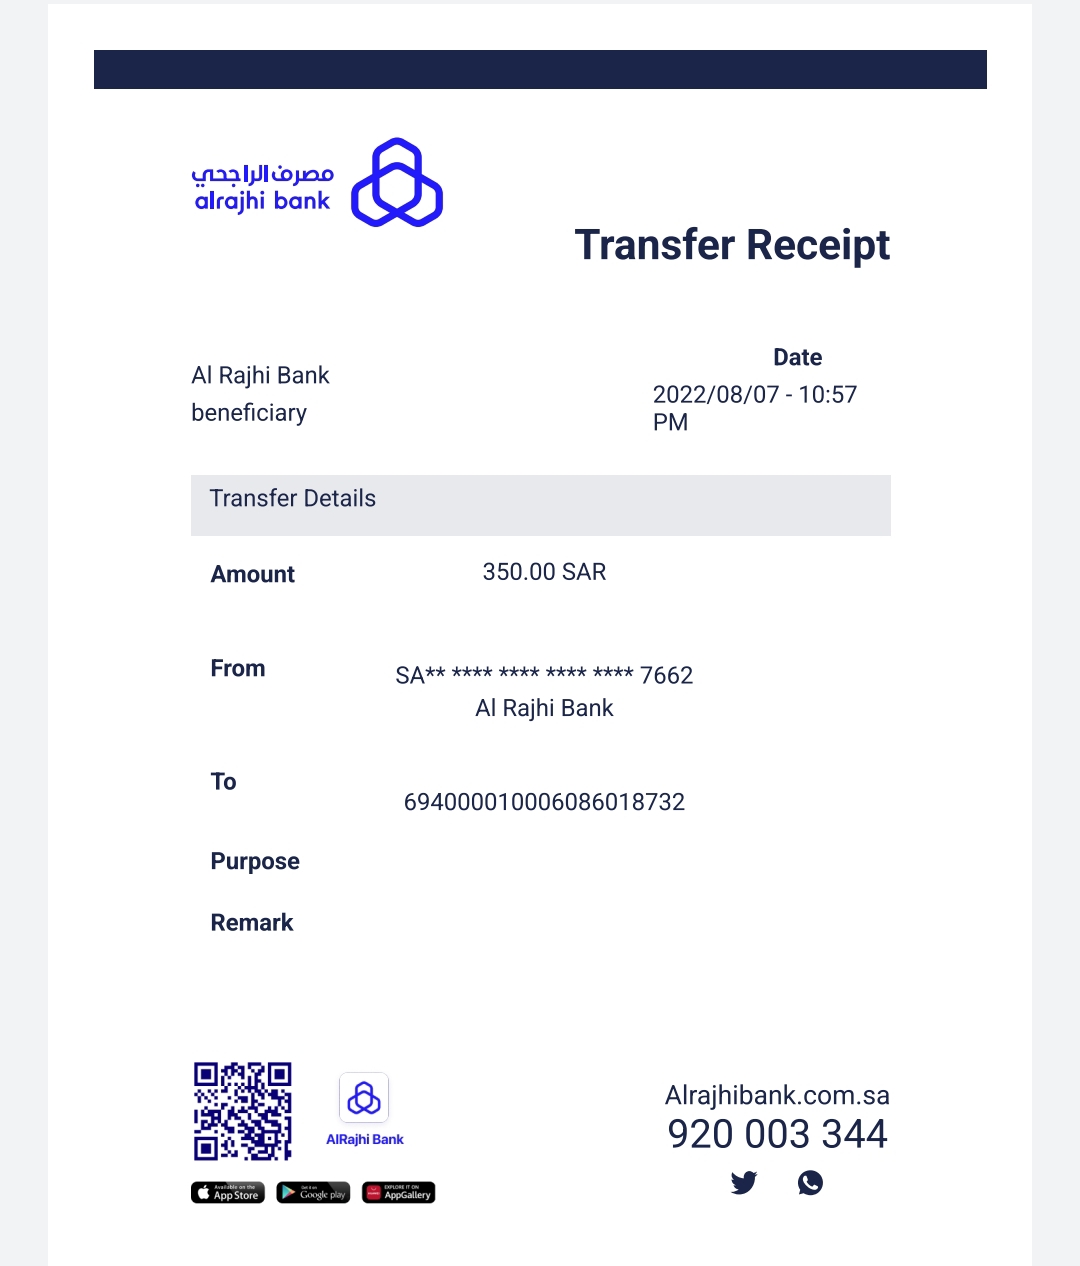 مصرف الراجحي
alrajhi bank
Transfer Receipt
Al Rajhi Bank
beneficiary
Date
2022/08/07 - 10:57
PM
Transfer Details
Amount
350.00 SAR
From
SA** **** **** **** **** 7662
Al Rajhi Bank
To
694000010006086018732
Purpose
Remark
AlRajhi Bank
Available on the
App Store
Get it on
Google play
EXPLORE IT ON
AppGallery
Alrajhibank.com.sa
920 003 344